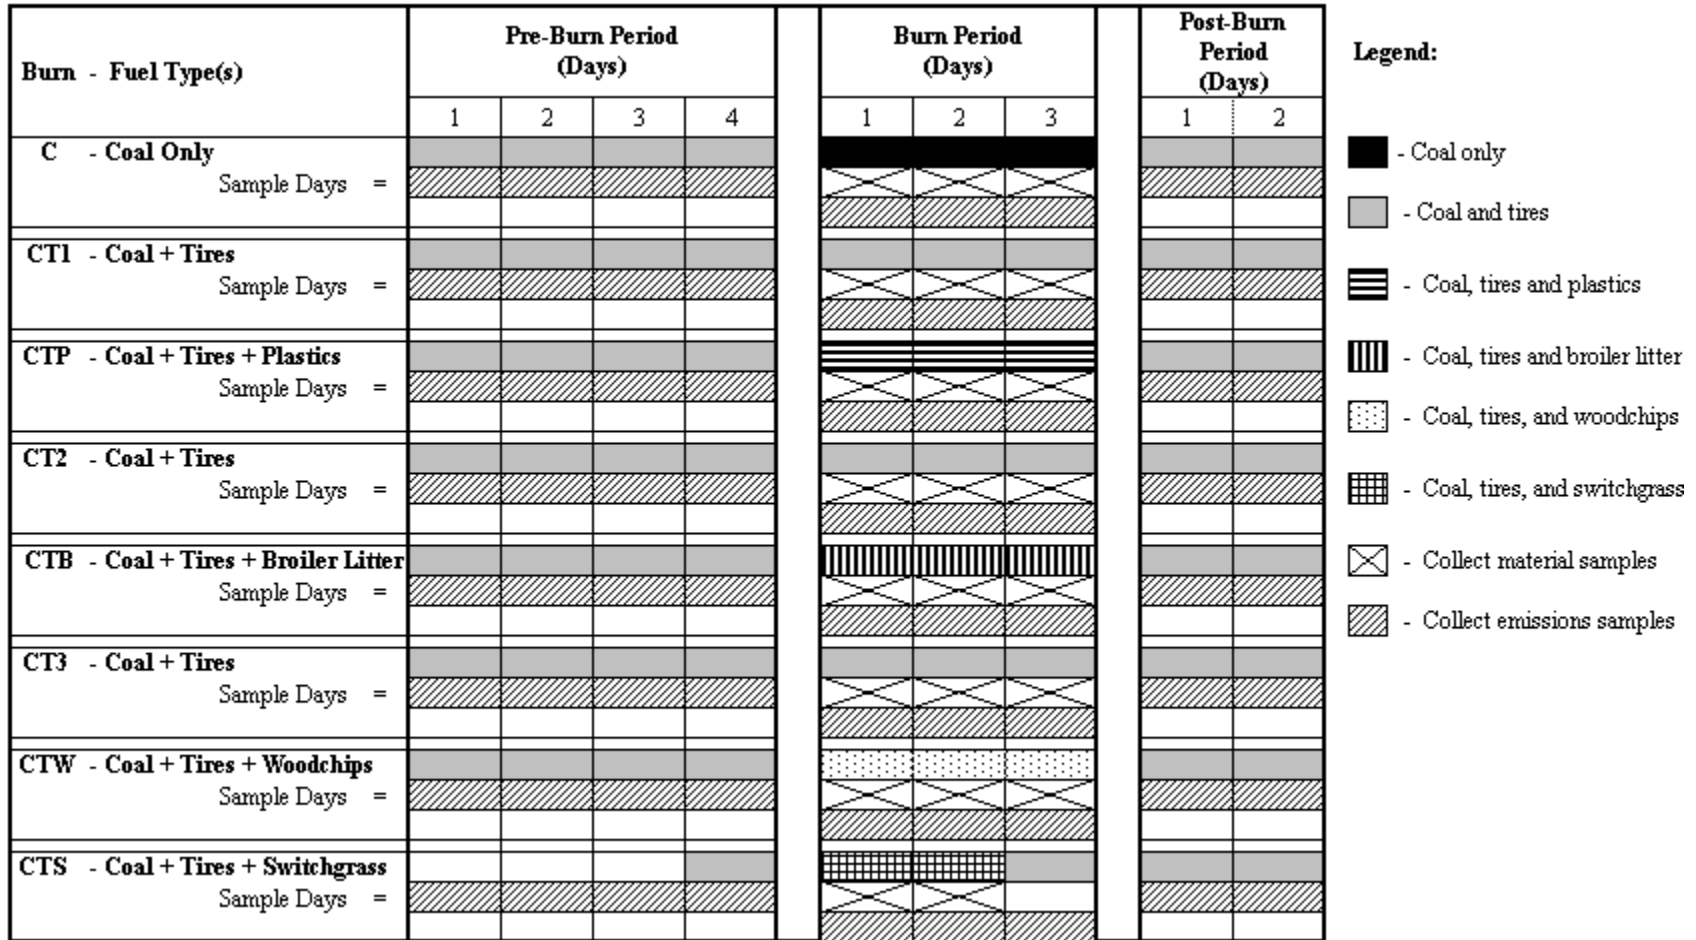 Burn - Fuel Type(s)
Pre-Burn Period
(Days)
Burn Period
(Days)
Post-Burn
Period
(Days)
1 2 3 4 1 2 3 1 2
C - Coal Only
Sample Days =
CT1 - Coal + Tires
Sample Days =
CTP - Coal + Tires + Plastics
Sample Days =
CT2 - Coal + Tires
Sample Days =
CTB - Coal + Tires + Broiler Litter
Sample Days =
CT3 - Coal + Tires
Sample Days =
CTW - Coal + Tires + Woodchips
Sample Days =
CTS - Coal + Tires + Switchgrass
Sample Days =
Legend:
- Coal only
- Coal and tires
- Coal, tires and plastics
- Coal, tires and broiler litter
- Coal, tires, and woodchips
- Coal, tires, and switchgrass
- Collect material samples
- Collect emissions samples